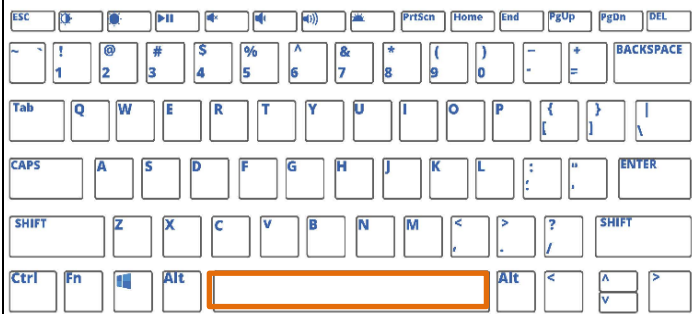 ESC PrtScn Home End PgUp PgDn DEL
~ ` ! @ # $ % ^ & * ( ) – + BACKSPACE
1 2 3 4 5 6 7 8 9 0 - =
Tab Q W E R T Y U I O P { } |
[ ] \
CAPS A S D F G H J K L : " ENTER
; '
SHIFT Z X C V B N M < > ? SHIFT
, . /
Ctrl Fn Alt Alt < ^ >
v